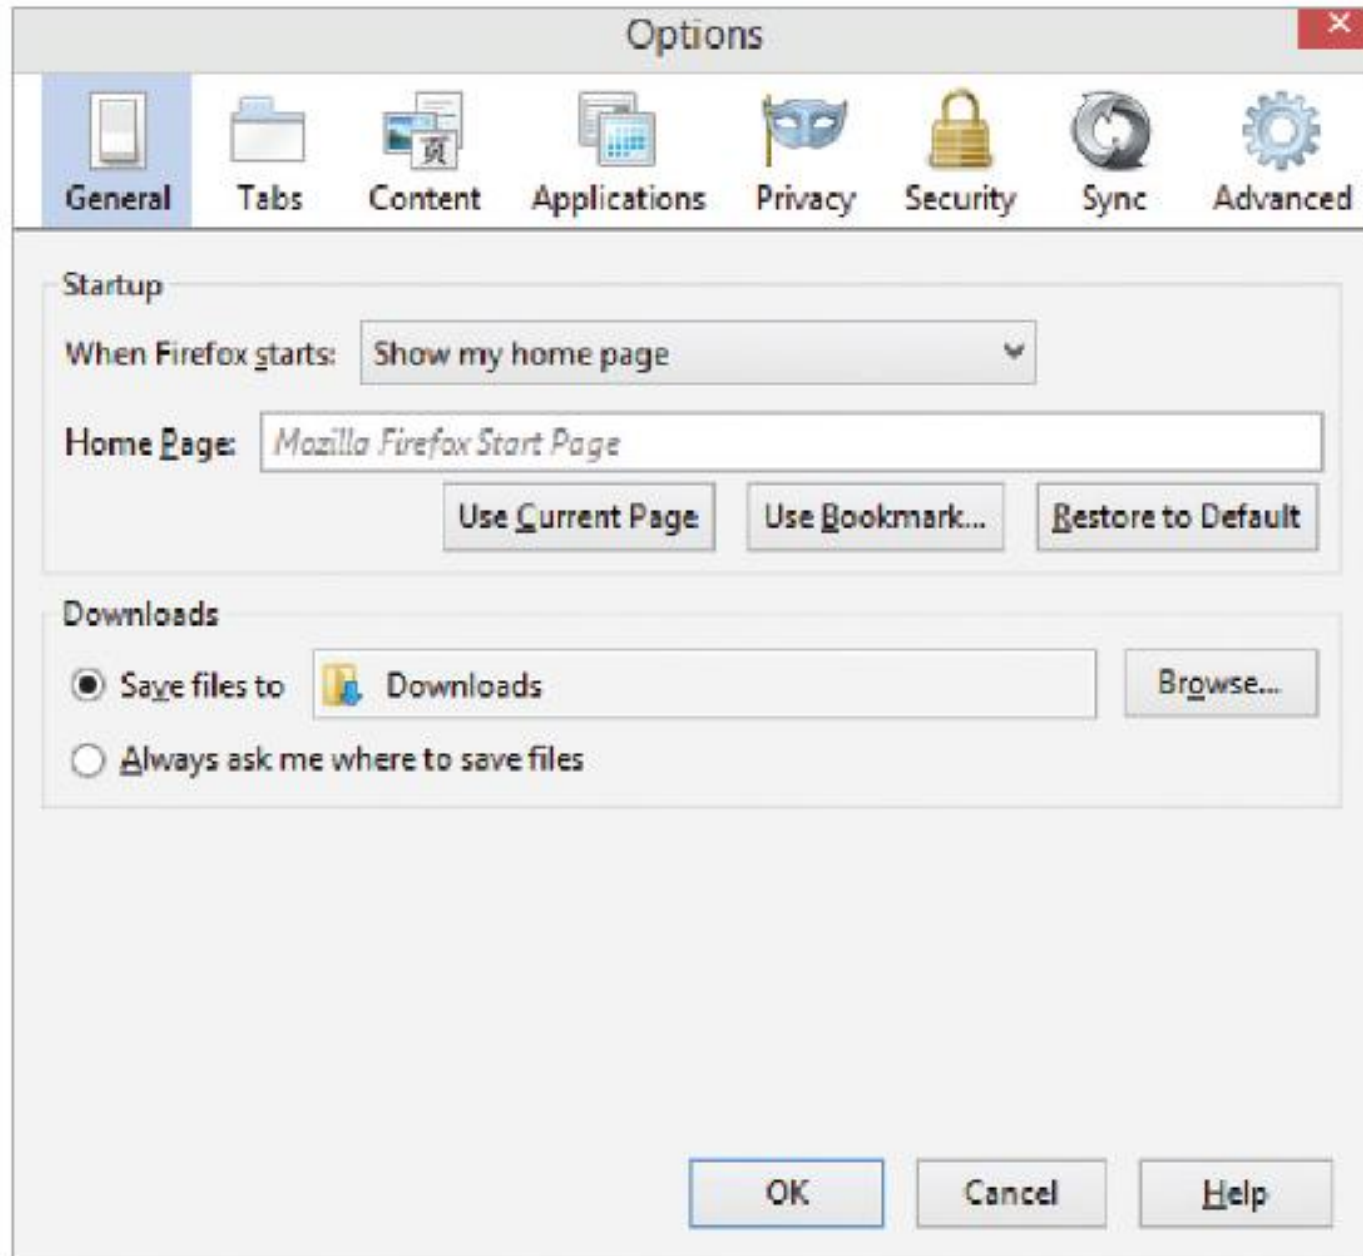 Options
General Tabs Content Applications Privacy Security Sync Advanced
Startup
When Firefox starts: Show my home page
Home Page: Mozilla Firefox Start Page
Use Current Page Use Bookmark... Restore to Default
Downloads
Save files to Downloads Browse...
Always ask me where to save files
OK Cancel Help